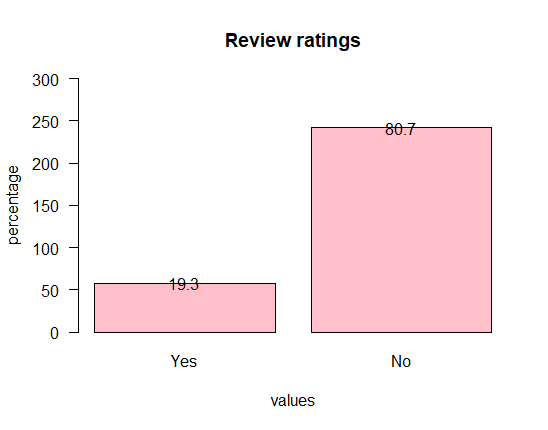 Review ratings
300
250
200
150
100
50
0
percentage
80.7
19.3
Yes No
values